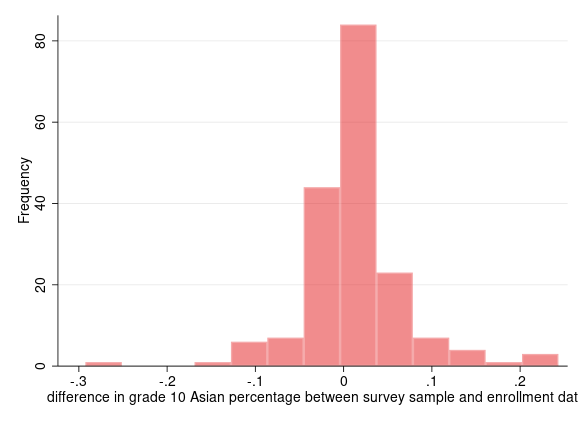 80
60
40
20
0
Frequency
-.3 -.2 -.1 0 .1 .2
difference in grade 10 Asian percentage between survey sample and enrollment dat